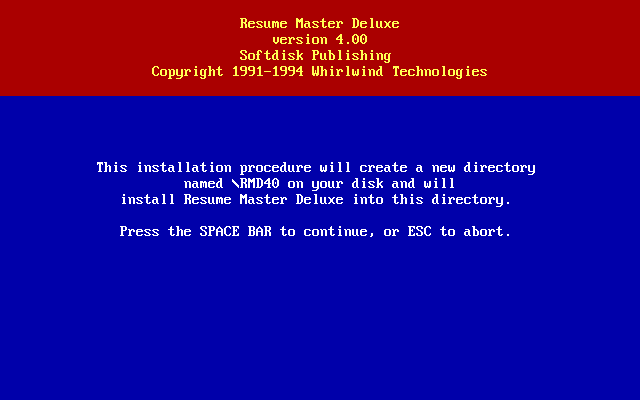 Resume Master Deluxe
version 4.00
Softdisk Publishing
Copyright 1991-1994 Whirlwind Technologies
This installation procedure will create a new directory
named \RMD40 on your disk and will
install Resume Master Deluxe into this directory.
Press the SPACE BAR to continue, or ESC to abort.